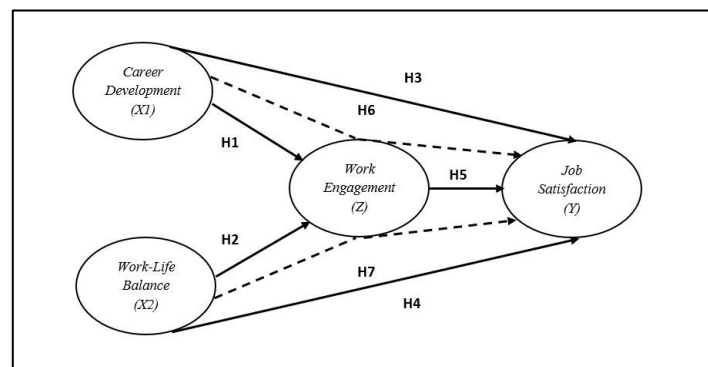 Career
Development
(X1)
H3
H6
H1
Work
Engagement
(Z)
H5
Job
Satisfaction
(Y)
H2
Work-Life
Balance
(X2)
H7
H4